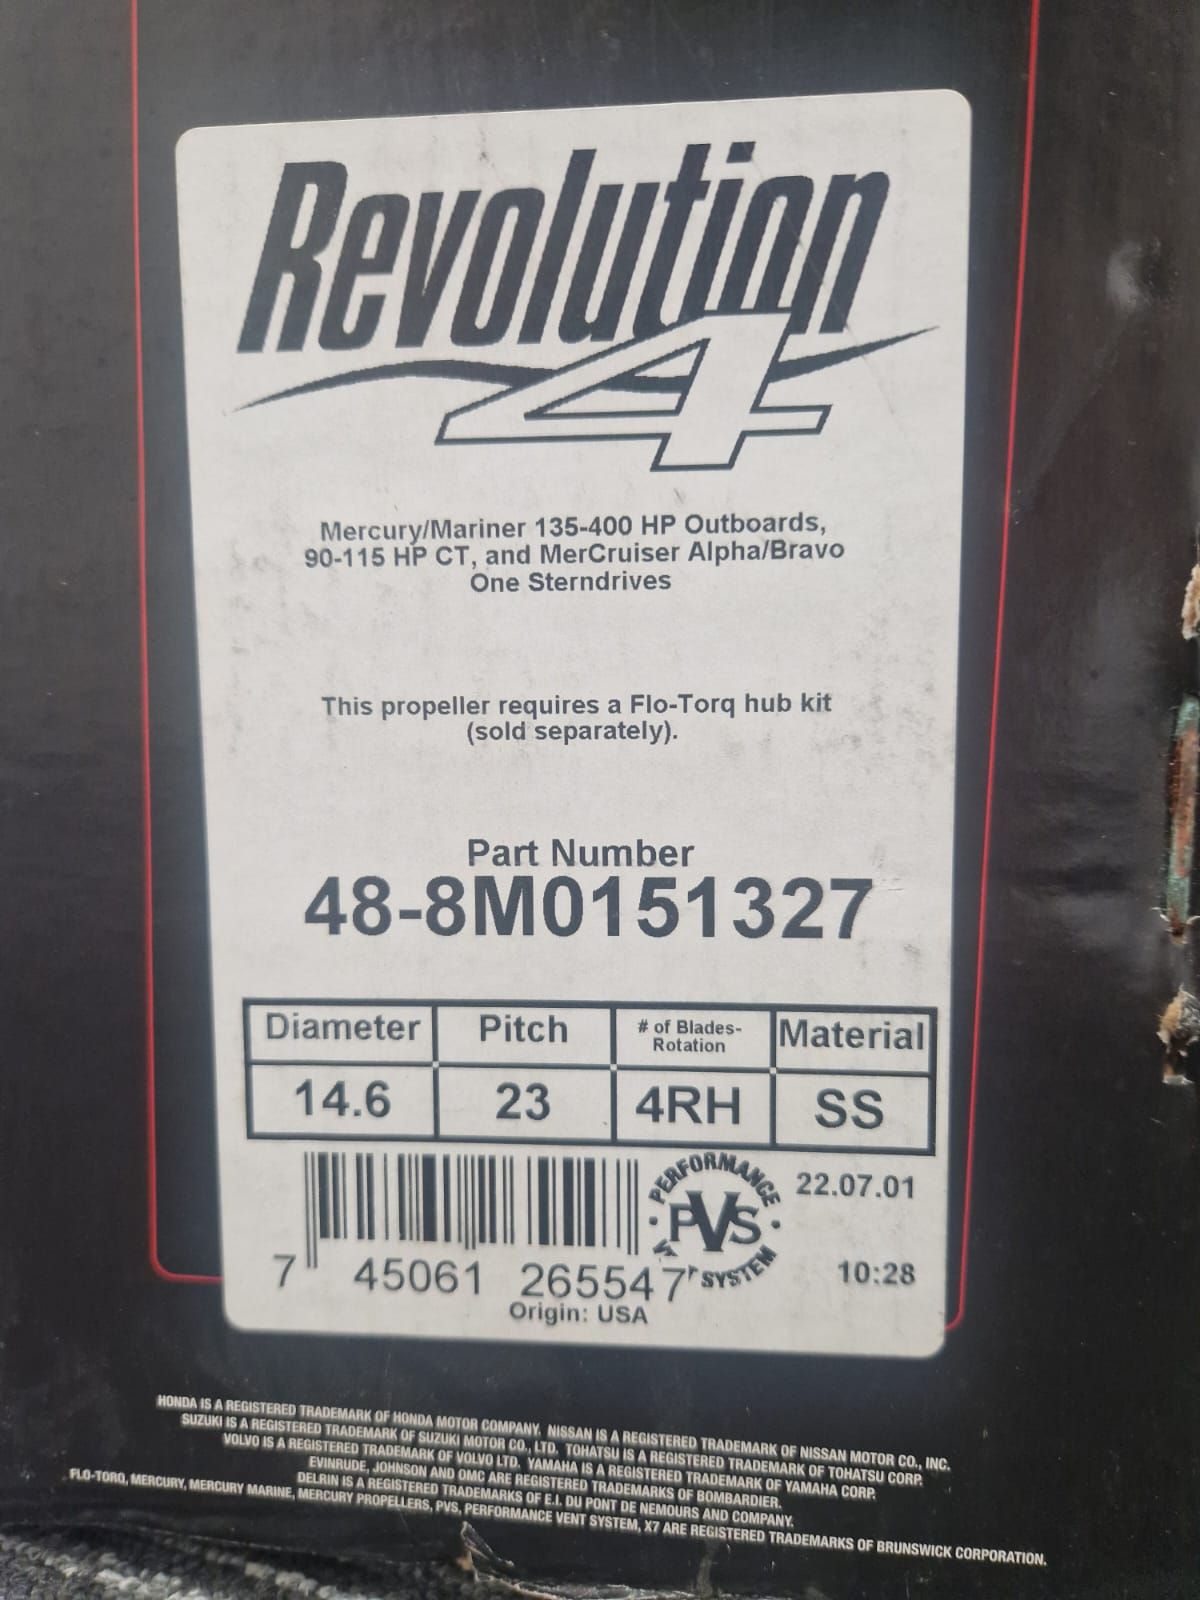 Revolution
4
Mercury/Mariner 135-400 HP Outboards,
90-115 HP CT, and MerCruiser Alpha/Bravo
One Sterndrives
This propeller requires a Flo-Torq hub kit
(sold separately).
Part Number
48-8M0151327
Diameter Pitch # of Blades-Rotation Material
14.6 23 4RH SS
PERFORMANCE
PVS
SYSTEM
22.07.01
7 45061 26554 7
10:28
Origin: USA
HONDA IS A REGISTERED TRADEMARK OF HONDA MOTOR COMPANY, NISSAN IS A REGISTERED TRADEMARK OF NISSAN MOTOR CO., INC.
SUZUKI IS A REGISTERED TRADEMARK OF SUZUKI MOTOR CO., LTD. TOHATSU IS A REGISTERED TRADEMARK OF TOHATSU CORP.
VOLVO IS A REGISTERED TRADEMARK OF VOLVO LTD. YAMAHA IS A REGISTERED TRADEMARK OF YAMAHA CORP.
EVINRUDE, JOHNSON AND OMC ARE REGISTERED TRADEMARKS OF BOMBARDIER.
DELRIN IS A REGISTERED TRADEMARKS OF E.I. DU PONT DE NEMOURS AND COMPANY.
FLO-TORQ, MERCURY, MERCURY MARINE, MERCURY PROPELLERS, PVS, PERFORMANCE VENT SYSTEM, X7 ARE REGISTERED TRADEMARKS OF BRUNSWICK CORPORATION.